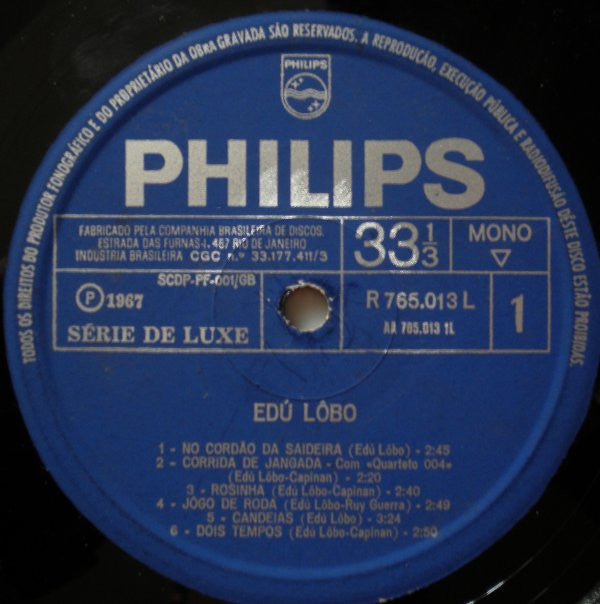 TODOS OS DIREITOS DO PRODUTOR FONOGRÁFICO E DO PROPRIETÁRIO DA OBRA GRAVADA SÃO RESERVADOS. A REPRODUÇÃO, EXECUÇÃO PÚBLICA E RADIODIFUSÃO DÊSTE DISCO ESTÃO PROIBIDAS.
PHILIPS
PHILIPS
FABRICADO PELA COMPANHIA BRASILEIRA DE DISCOS.
ESTRADA DAS FURNAS-I. 467 RIO DE JANEIRO
INDUSTRIA BRASILEIRA CGC n.º 33.177.411/3
33 1/3
MONO
SCDP-PF-001/GB
Ⓟ 1967
SÉRIE DE LUXE
R 765.013 L
AA 765.013 1L
1
EDÚ LÔBO
1 - NO CORDÃO DA SAIDEIRA (Edú Lôbo) - 2:45
2 - CORRIDA DE JANGADA - Com «Quarteto 004»
(Edú Lôbo-Capinan) - 2:20
3 - ROSINHA (Edú Lôbo-Capinan) - 2:40
4 - JÔGO DE RODA (Edú Lôbo-Ruy Guerra) - 2:49
5 - CANDEIAS (Edú Lôbo) - 3:24
6 - DOIS TEMPOS (Edú Lôbo-Capinan) - 2:50